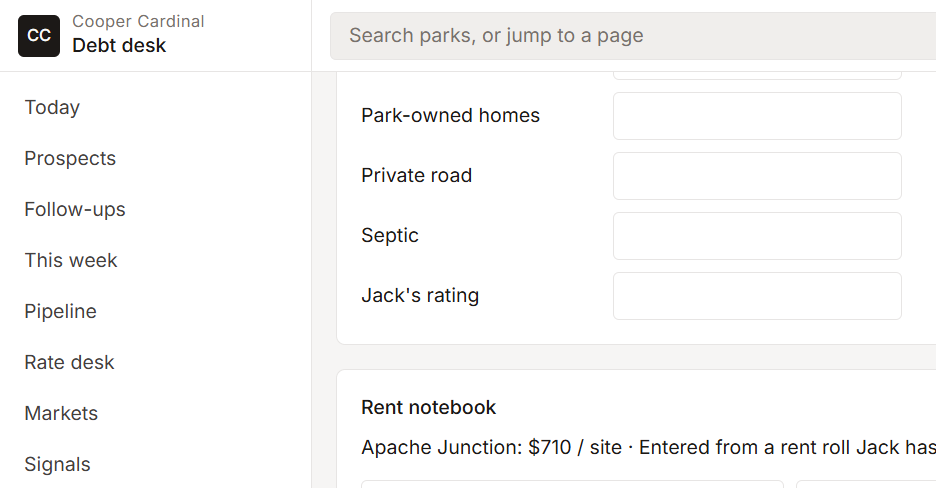 CC
Cooper Cardinal
Debt desk
Search parks, or jump to a page
Today
Prospects
Follow-ups
This week
Pipeline
Rate desk
Markets
Signals
Park-owned homes
Private road
Septic
Jack's rating
Rent notebook
Apache Junction: $710 / site · Entered from a rent roll Jack has